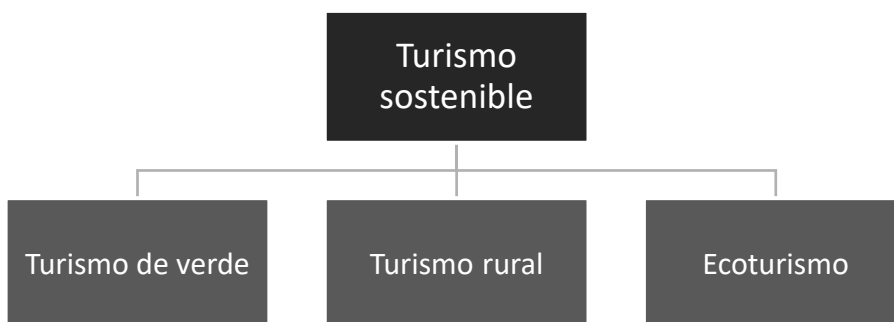 Turismo
sostenible
Turismo de verde
Turismo rural
Ecoturismo